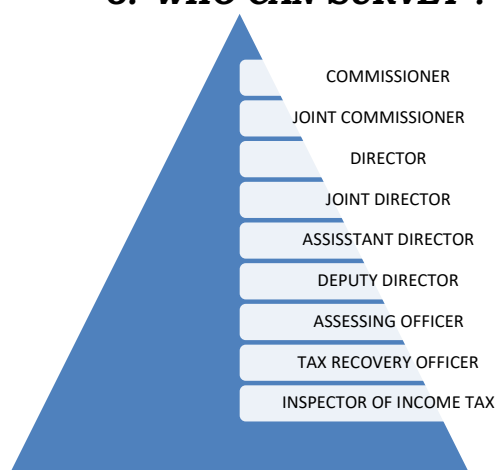 WHO CAN SURVEY ?
COMMISSIONER
JOINT COMMISSIONER
DIRECTOR
JOINT DIRECTOR
ASSISSTANT DIRECTOR
DEPUTY DIRECTOR
ASSESSING OFFICER
TAX RECOVERY OFFICER
INSPECTOR OF INCOME TAX